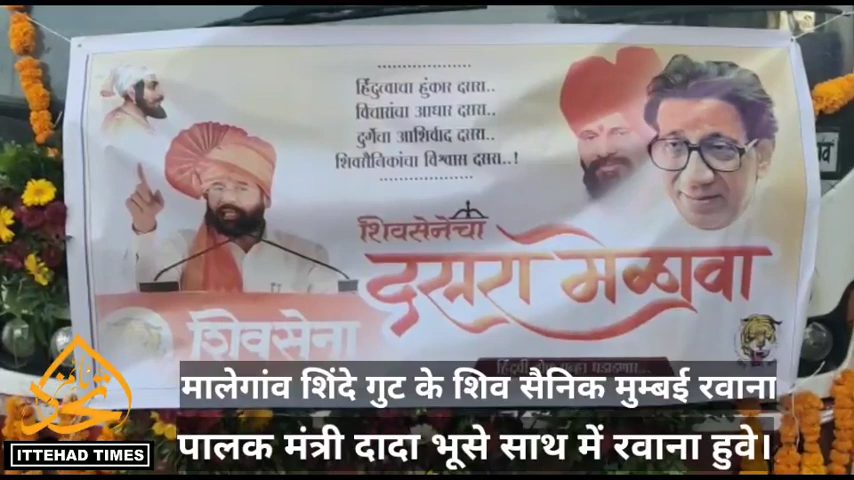 हिंदुत्वाचा हुंकार दसरा..
विचारांचा आधार दसरा..
दुर्गेचा आशिर्वाद दसरा..
शिवसैनिकांचा विश्वास दसरा..!
शिवसेनेचा
दसरा मेळावा
शिवसेना
मालेगांव शिंदे गुट के शिव सैनिक मुम्बई रवाना
पालक मंत्री दादा भूसे साथ में रवाना हुवे।
ITTEHAD TIMES